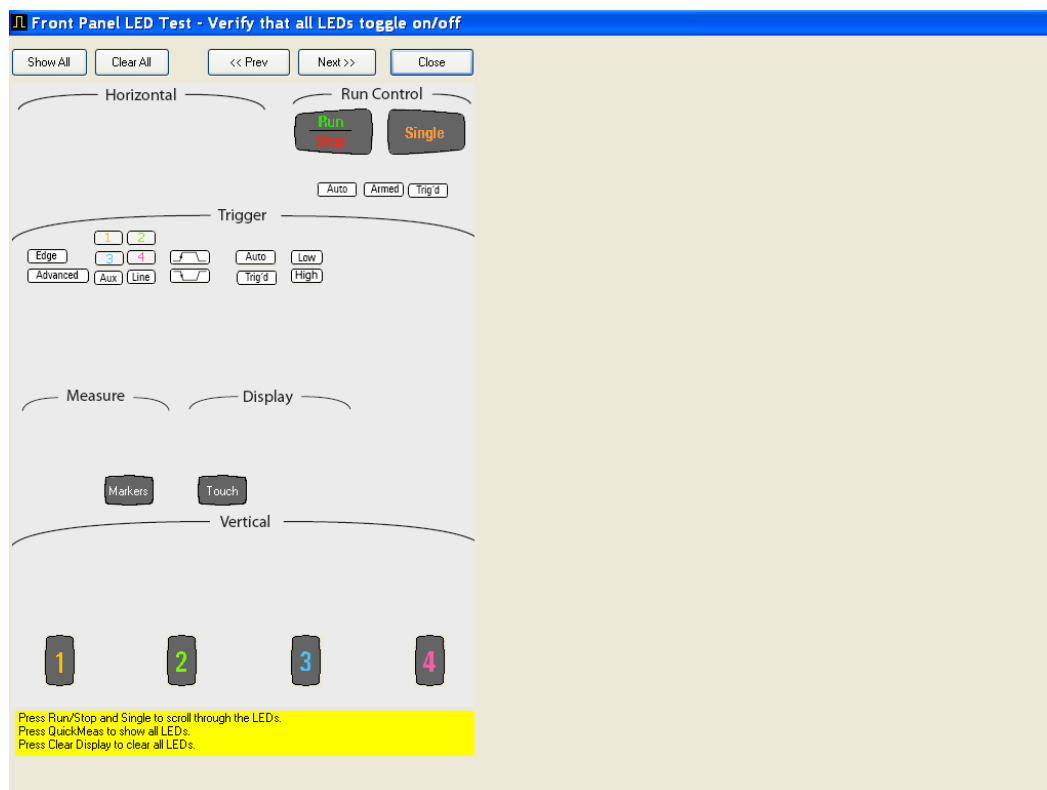 Front Panel LED Test - Verify that all LEDs toggle on/off
Show All Clear All << Prev Next >> Close
Horizontal Run Control
Run
Stop
Single
Auto Armed Trig'd
Trigger
1 2
Edge 3 4 Auto Low
Advanced Aux Line Trig'd High
Measure Display
Markers Touch
Vertical
1 2 3 4
Press Run/Stop and Single to scroll through the LEDs.
Press QuickMeas to show all LEDs.
Press Clear Display to clear all LEDs.